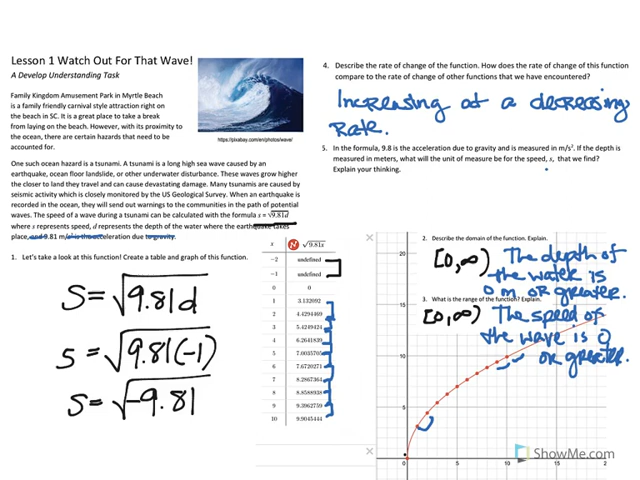 Lesson 1 Watch Out For That Wave!
A Develop Understanding Task
Family Kingdom Amusement Park in Myrtle Beach
is a family friendly carnival style attraction right on
the beach in SC. It is a great place to take a break
from laying on the beach. However, with its proximity to
the ocean, there are certain hazards that need to be
accounted for.
https://pixabay.com/en/photos/wave/
One such ocean hazard is a tsunami. A tsunami is a long high sea wave caused by an
earthquake, ocean floor landslide, or other underwater disturbance. These waves grow higher
the closer to land they travel and can cause devastating damage. Many tsunamis are caused by
seismic activity which is closely monitored by the US Geological Survey. When an earthquake is
recorded in the ocean, they will send out warnings to the communities in the path of potential
waves. The speed of a wave during a tsunami can be calculated with the formula s = √9.81d
where s represents speed, d represents the depth of the water where the earthquake takes
place, and 9.81 m/s² is the acceleration due to gravity.
1. Let's take a look at this function! Create a table and graph of this function.
S = √9.81d
s = √9.81(-1)
s = √-9.81
x √9.81x
-2 undefined
-1 undefined
0 0
1 3.132092
2 4.4294469
3 5.4249424
4 6.2641839
5 7.0035705
6 7.6720271
7 8.2867364
8 8.8588938
9 9.3962759
10 9.9045444
4. Describe the rate of change of the function. How does the rate of change of this function
compare to the rate of change of other functions that we have encountered?
Increasing at a decreasing
rate.
5. In the formula, 9.8 is the acceleration due to gravity and is measured in m/s². If the depth is
measured in meters, what will the unit of measure be for the speed, x, that we find?
Explain your thinking.
2. Describe the domain of the function. Explain.
[0,∞) The depth of
the water is
0 m or greater.
3. What is the range of the function? Explain.
[0,∞) The speed of
the wave is 0
or greater.
20
15
10
5
0 5 10 15 2
ShowMe.com